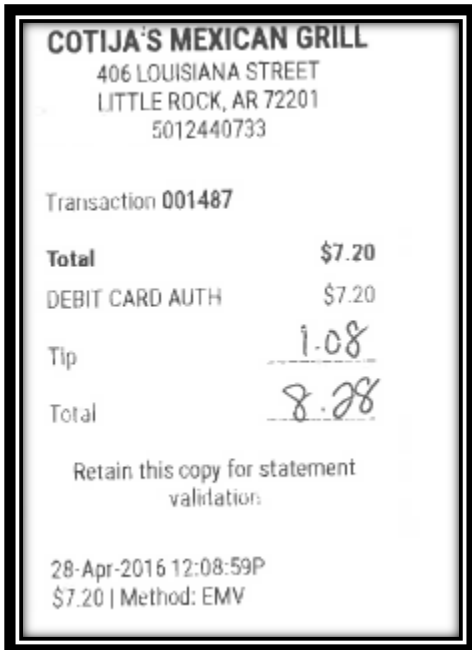 COTIJA'S MEXICAN GRILL
406 LOUISIANA STREET
LITTLE ROCK, AR 72201
5012440733
Transaction 001487
Total $7.20
DEBIT CARD AUTH $7.20
Tip 1.08
Total 8.28
Retain this copy for statement
validation
28-Apr-2016 12:08:59P
$7.20 | Method: EMV